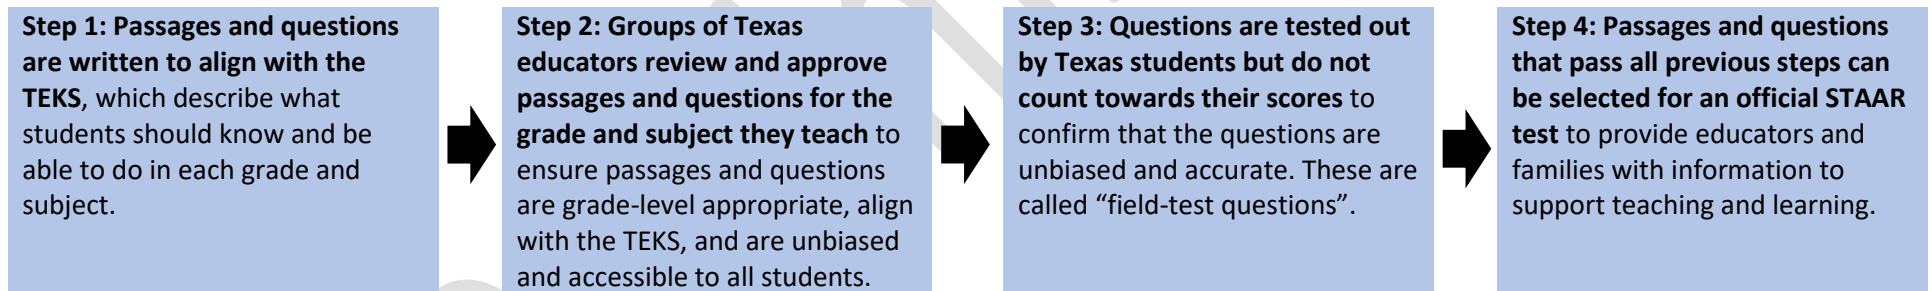 Step 1: Passages and questions
are written to align with the
TEKS, which describe what
students should know and be
able to do in each grade and
subject.
Step 2: Groups of Texas
educators review and approve
passages and questions for the
grade and subject they teach to
ensure passages and questions
are grade-level appropriate, align
with the TEKS, and are unbiased
and accessible to all students.
Step 3: Questions are tested out
by Texas students but do not
count towards their scores to
confirm that the questions are
unbiased and accurate. These are
called “field-test questions”.
Step 4: Passages and questions
that pass all previous steps can
be selected for an official STAAR
test to provide educators and
families with information to
support teaching and learning.